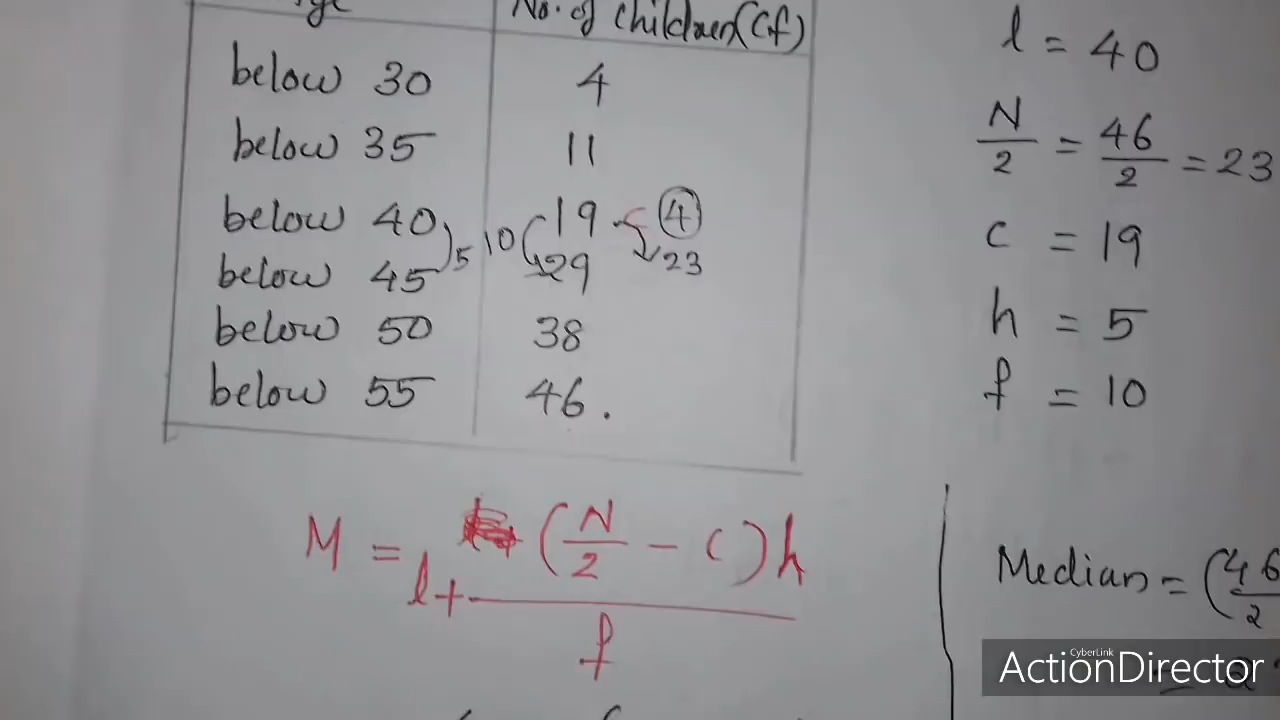 No. of Children(Cf)
below 30 4
below 35 11
below 40 19 4
5 10 23
below 45 29
below 50 38
below 55 46.
l = 40
N/2 = 46/2 = 23
c = 19
h = 5
f = 10
M = l + (N/2 - C)h
f
Median = (46
2
CyberLink
ActionDirector